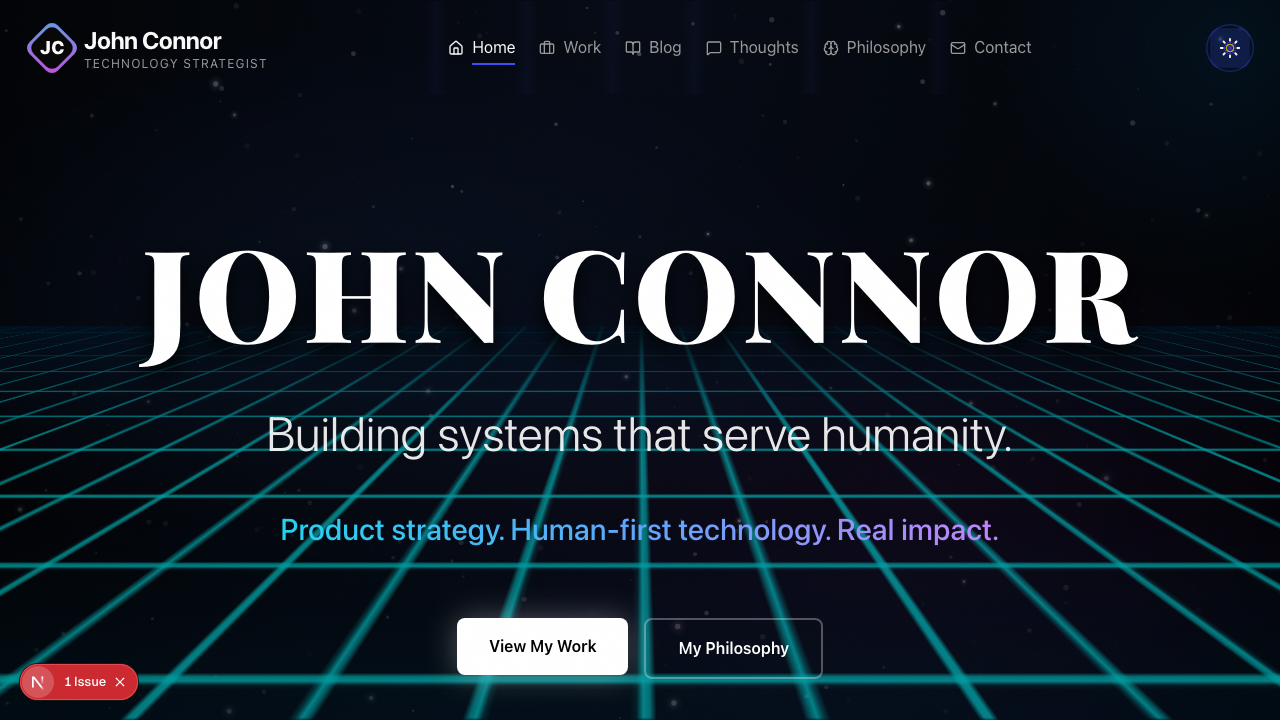 JC
John Connor
TECHNOLOGY STRATEGIST
Home
Work
Blog
Thoughts
Philosophy
Contact
JOHN CONNOR
Building systems that serve humanity.
Product strategy. Human-first technology. Real impact.
View My Work
My Philosophy
N
1 Issue